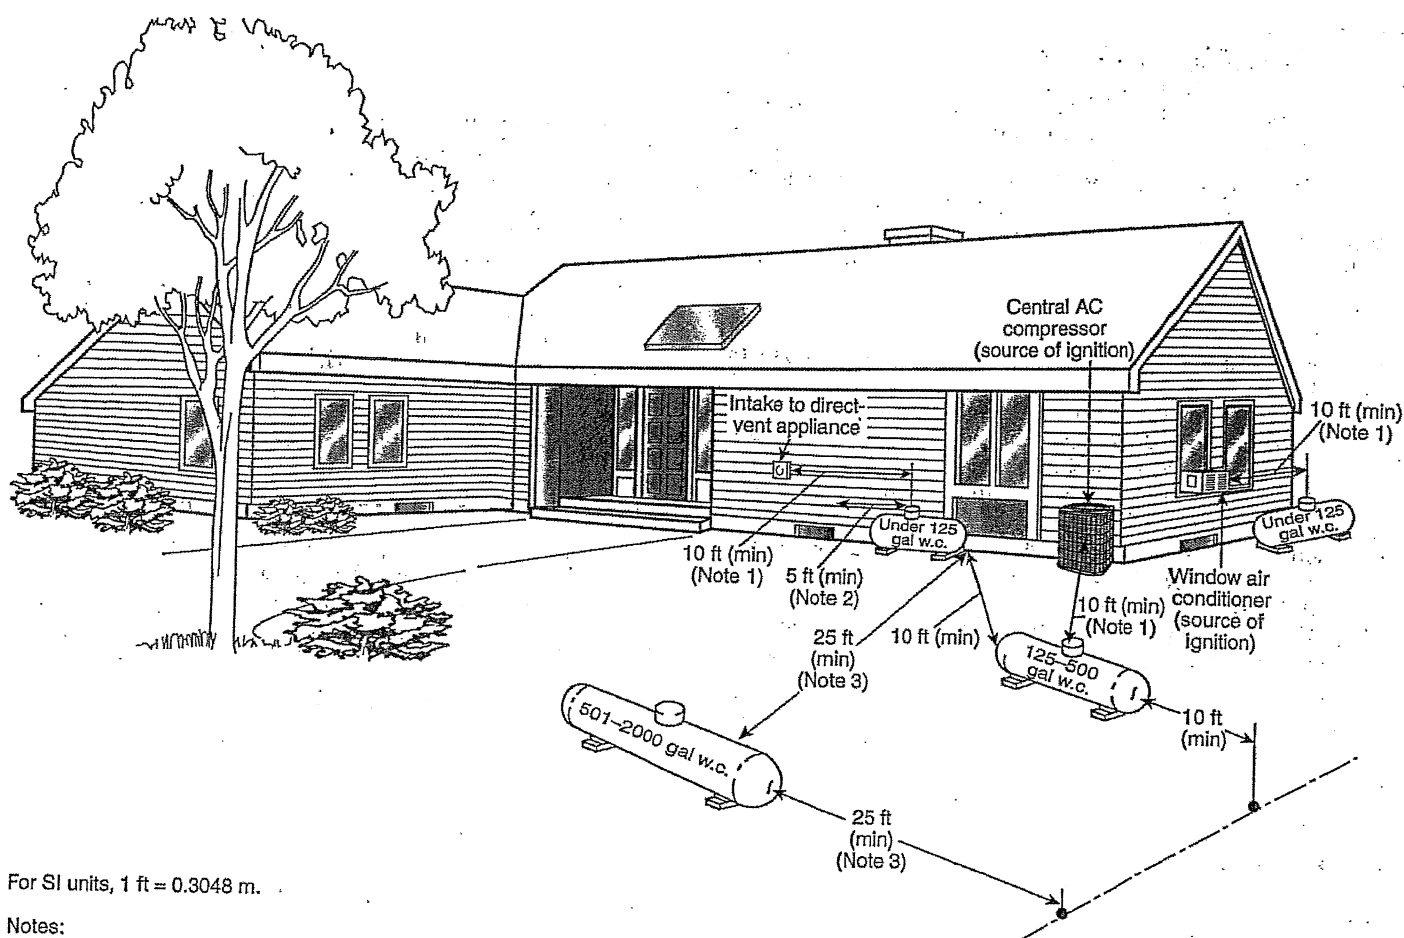 Central AC
compressor
(source of ignition)
Intake to direct-
vent appliance
10 ft (min)
(Note 1)
Under 125
gal w.c.
Under 125
gal w.c.
10 ft (min)
(Note 1)
5 ft (min)
(Note 2)
Window air
conditioner
(source of
ignition)
10 ft (min)
(Note 1)
25 ft
(min)
(Note 3)
10 ft (min)
125–500
gal w.c.
501–2000 gal w.c.
10 ft
(min)
25 ft
(min)
(Note 3)
For SI units, 1 ft = 0.3048 m.
Notes: